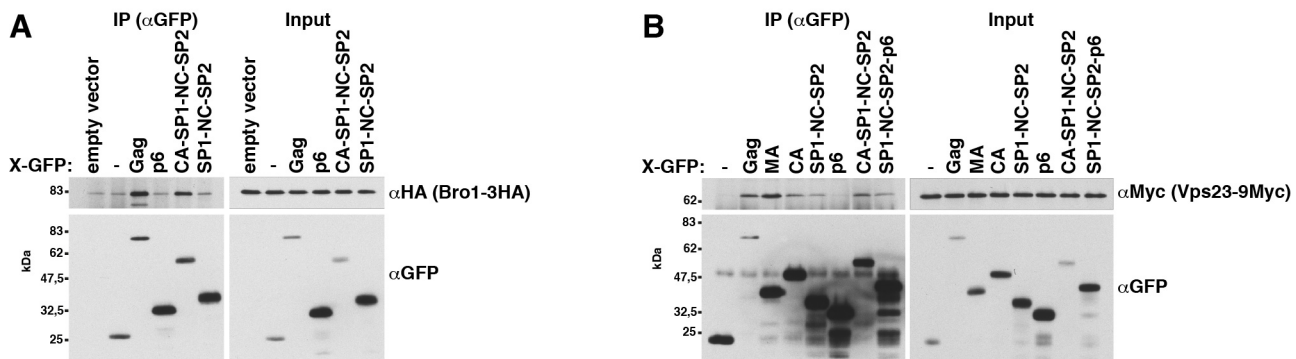 A
IP (αGFP)
Input
X-GFP:
empty vector
-
Gag
p6
CA-SP1-NC-SP2
SP1-NC-SP2
empty vector
-
Gag
p6
CA-SP1-NC-SP2
SP1-NC-SP2
83
αHA (Bro1-3HA)
kDa
83
62
47,5
32,5
25
αGFP
B
IP (αGFP)
Input
X-GFP:
-
Gag
MA
CA
SP1-NC-SP2
p6
CA-SP1-NC-SP2
SP1-NC-SP2-p6
-
Gag
MA
CA
SP1-NC-SP2
p6
CA-SP1-NC-SP2
SP1-NC-SP2-p6
62
αMyc (Vps23-9Myc)
kDa
83
62
47,5
32,5
25
αGFP